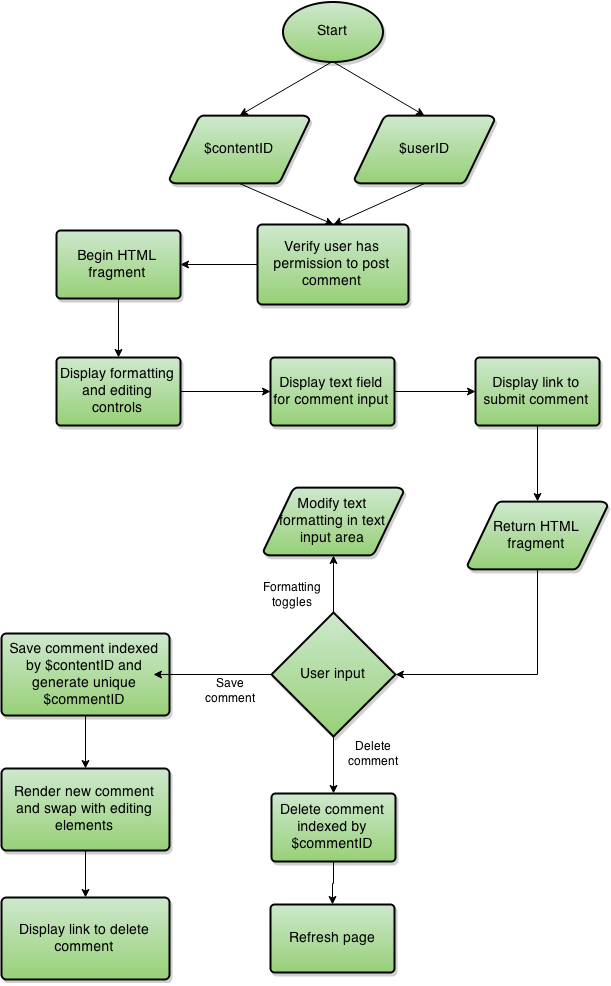 Start
$contentID
$userID
Verify user has
permission to post
comment
Begin HTML
fragment
Display formatting
and editing
controls
Display text field
for comment input
Display link to
submit comment
Modify text
formatting in text
input area
Return HTML
fragment
Formatting
toggles
User input
Save
comment
Save comment indexed
by $contentID and
generate unique
$commentID
Delete
comment
Render new comment
and swap with editing
elements
Delete comment
indexed by
$commentID
Display link to delete
comment
Refresh page